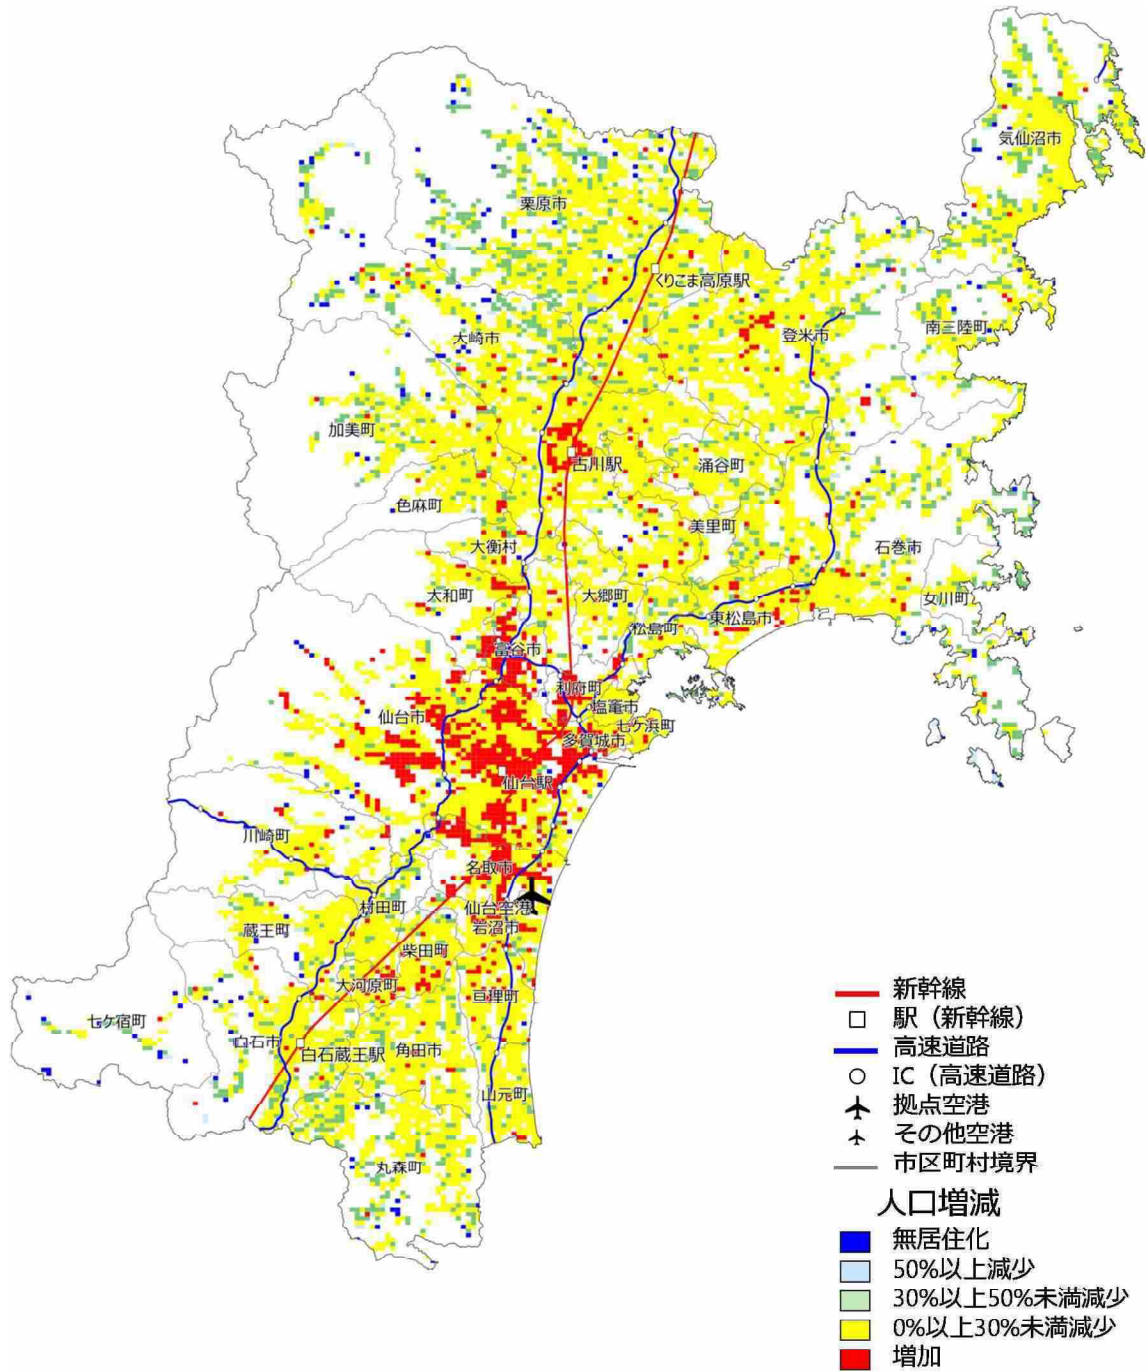 気仙沼市
栗原市
くりこま高原駅
南三陸町
登米市
大崎市
加美町
古川駅
涌谷町
色麻町
美里町
大衡村
石巻市
大和町
大郷町
女川町
東松島市
松島町
富谷市
利府町
塩竈市
仙台市
七ケ浜町
多賀城市
仙台駅
川崎町
名取市
村田町
仙台空港
蔵王町
岩沼市
柴田町
大河原町
亘理町
七ケ宿町
白石市
白石蔵王駅
角田市
山元町
丸森町
新幹線
駅（新幹線）
高速道路
IC（高速道路）
拠点空港
その他空港
市区町村境界
人口増減
無居住化
50%以上減少
30%以上50%未満減少
0%以上30%未満減少
増加